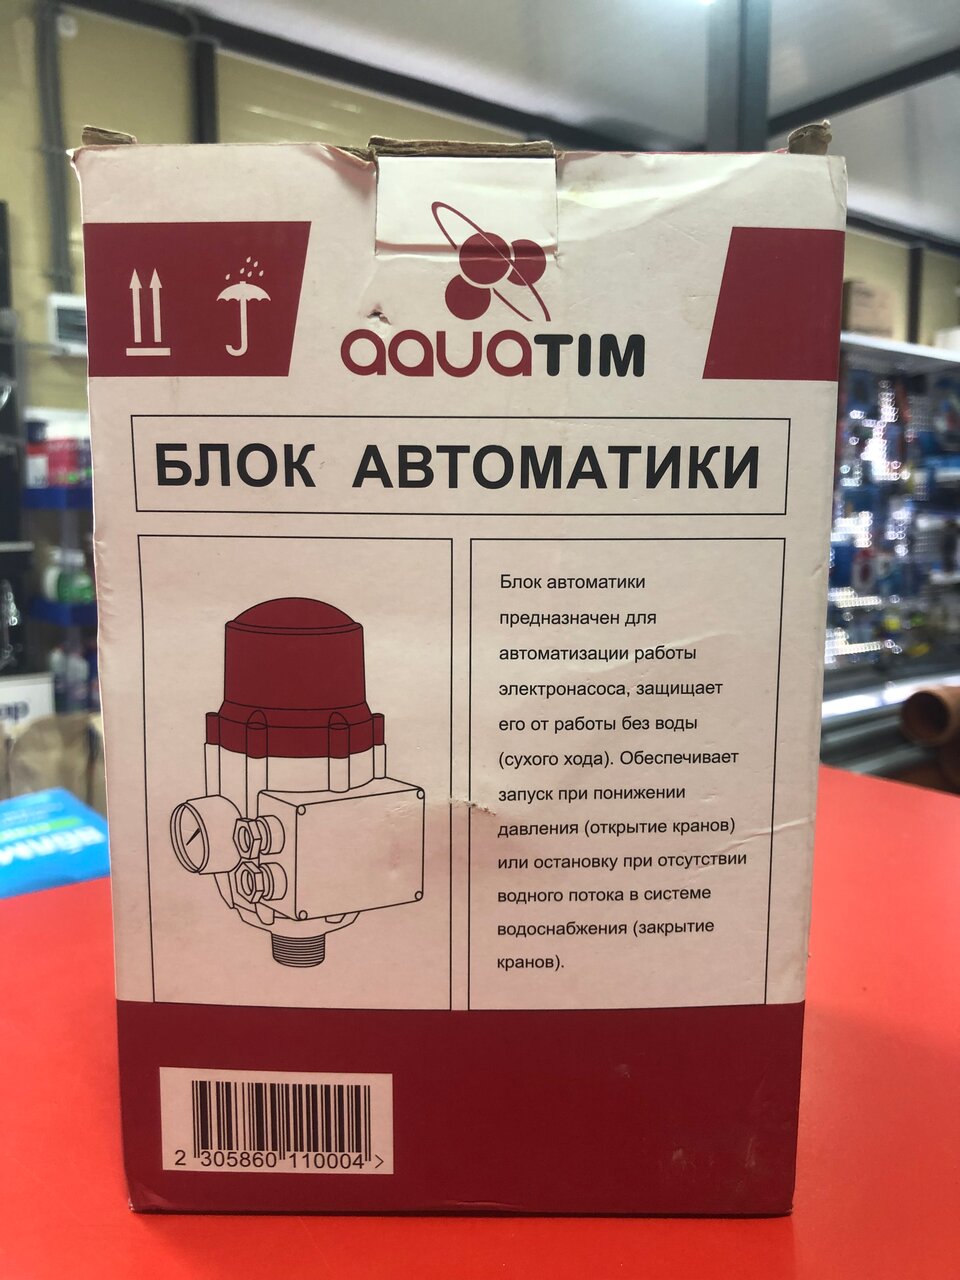 aquaTIM
БЛОК АВТОМАТИКИ
Блок автоматики
предназначен для
автоматизации работы
электронасоса, защищает
его от работы без воды
(сухого хода). Обеспечивает
запуск при понижении
давления (открытие кранов)
или остановку при отсутствии
водного потока в системе
водоснабжения (закрытие
кранов).
2 305860 110004 >